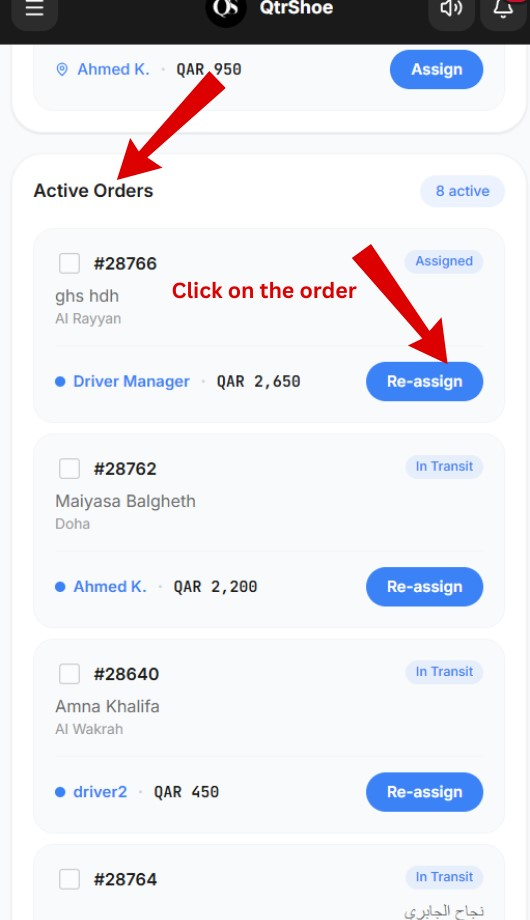 QS QtrShoe
Ahmed K. · QAR 950
Assign
Active Orders
8 active
#28766
Assigned
ghs hdh
Click on the order
Al Rayyan
Driver Manager · QAR 2,650
Re-assign
#28762
In Transit
Maiyasa Balgheth
Doha
Ahmed K. · QAR 2,200
Re-assign
#28640
In Transit
Amna Khalifa
Al Wakrah
driver2 · QAR 450
Re-assign
#28764
In Transit
نجاح الجابري